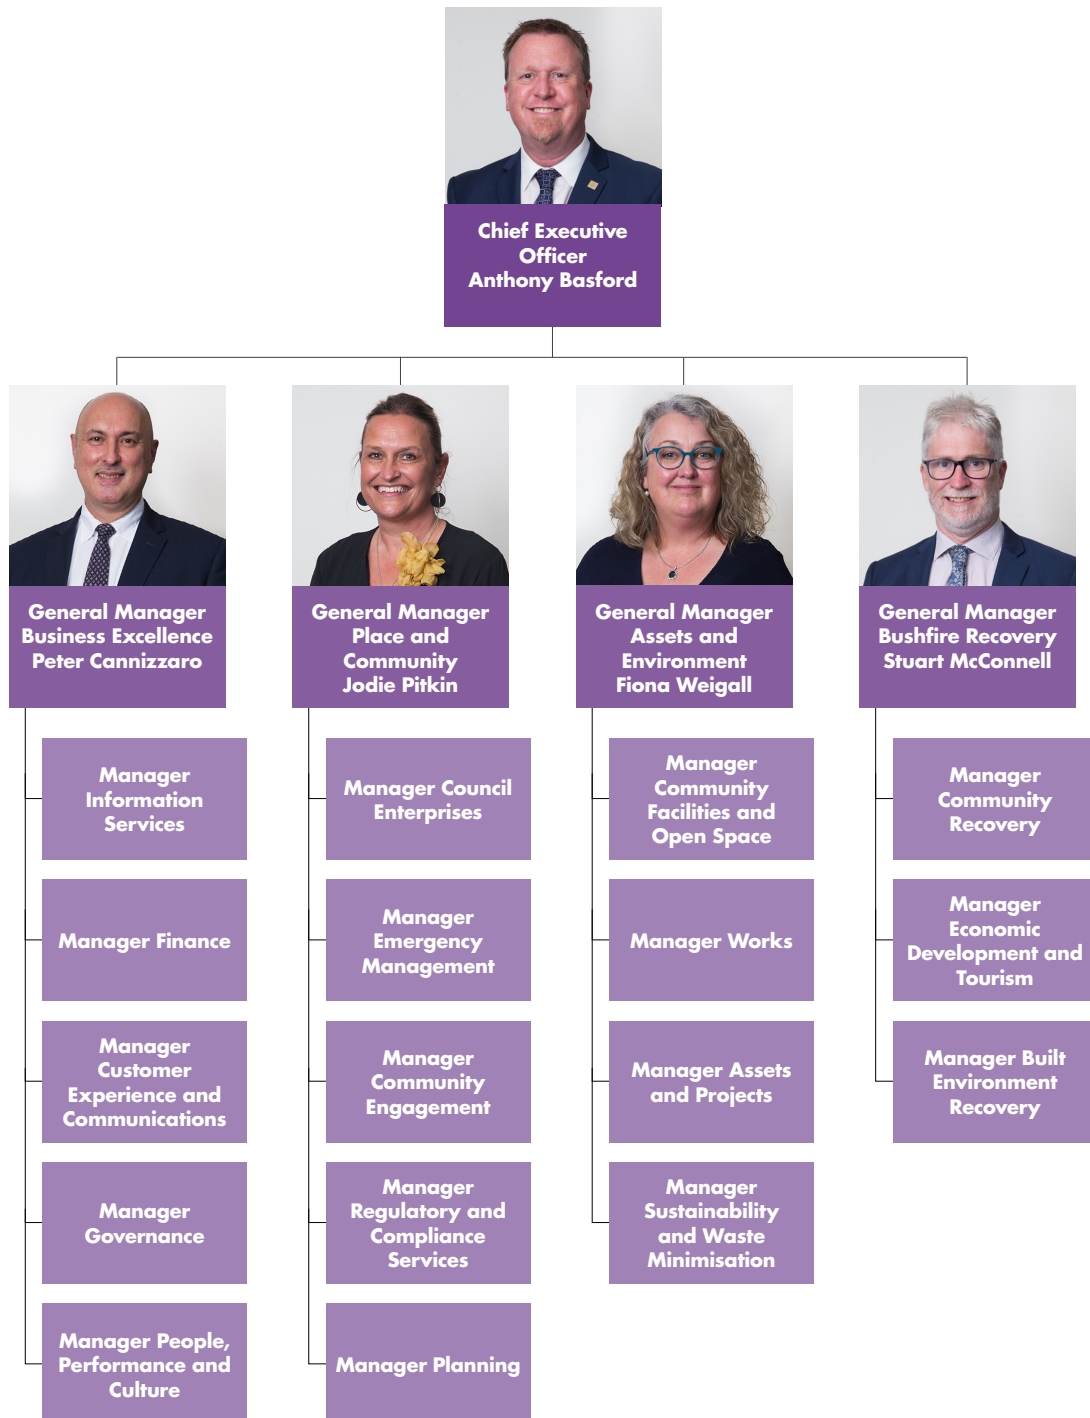 Chief Executive
Officer
Anthony Basford
General Manager
Business Excellence
Peter Cannizzaro
General Manager
Place and
Community
Jodie Pitkin
General Manager
Assets and
Environment
Fiona Weigall
General Manager
Bushfire Recovery
Stuart McConnell
Manager
Information
Services
Manager Finance
Manager
Customer
Experience and
Communications
Manager
Governance
Manager People,
Performance and
Culture
Manager Council
Enterprises
Manager
Emergency
Management
Manager
Community
Engagement
Manager
Regulatory and
Compliance
Services
Manager Planning
Manager
Community
Facilities and
Open Space
Manager Works
Manager Assets
and Projects
Manager
Sustainability
and Waste
Minimisation
Manager
Community
Recovery
Manager
Economic
Development and
Tourism
Manager Built
Environment
Recovery